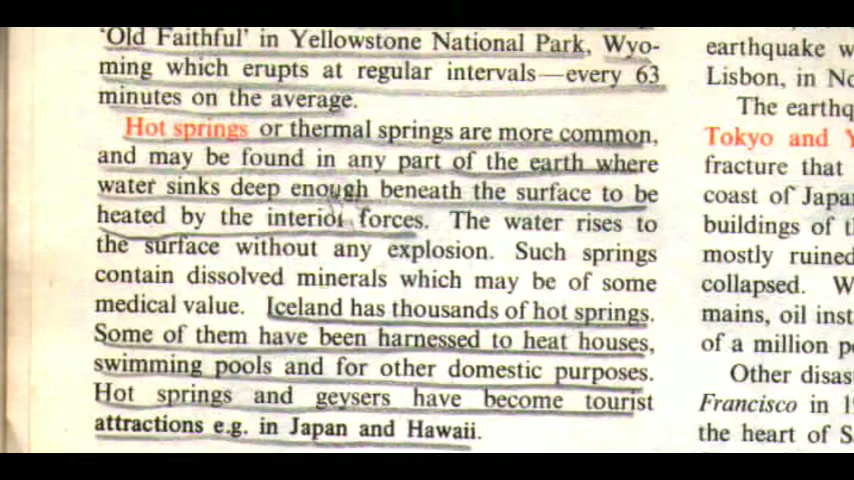 'Old Faithful' in Yellowstone National Park, Wyo-
ming which erupts at regular intervals—every 63
minutes on the average.
Hot springs or thermal springs are more common,
and may be found in any part of the earth where
water sinks deep enough beneath the surface to be
heated by the interior forces. The water rises to
the surface without any explosion. Such springs
contain dissolved minerals which may be of some
medical value. Iceland has thousands of hot springs.
Some of them have been harnessed to heat houses,
swimming pools and for other domestic purposes.
Hot springs and geysers have become tourist
attractions e.g. in Japan and Hawaii.
earthquake
Lisbon, in
The
Tokyo and
fracture that
coast of
buildings of
mostly ruined
collapsed.
mains, oil
of a million
Other
Francisco in
the heart of